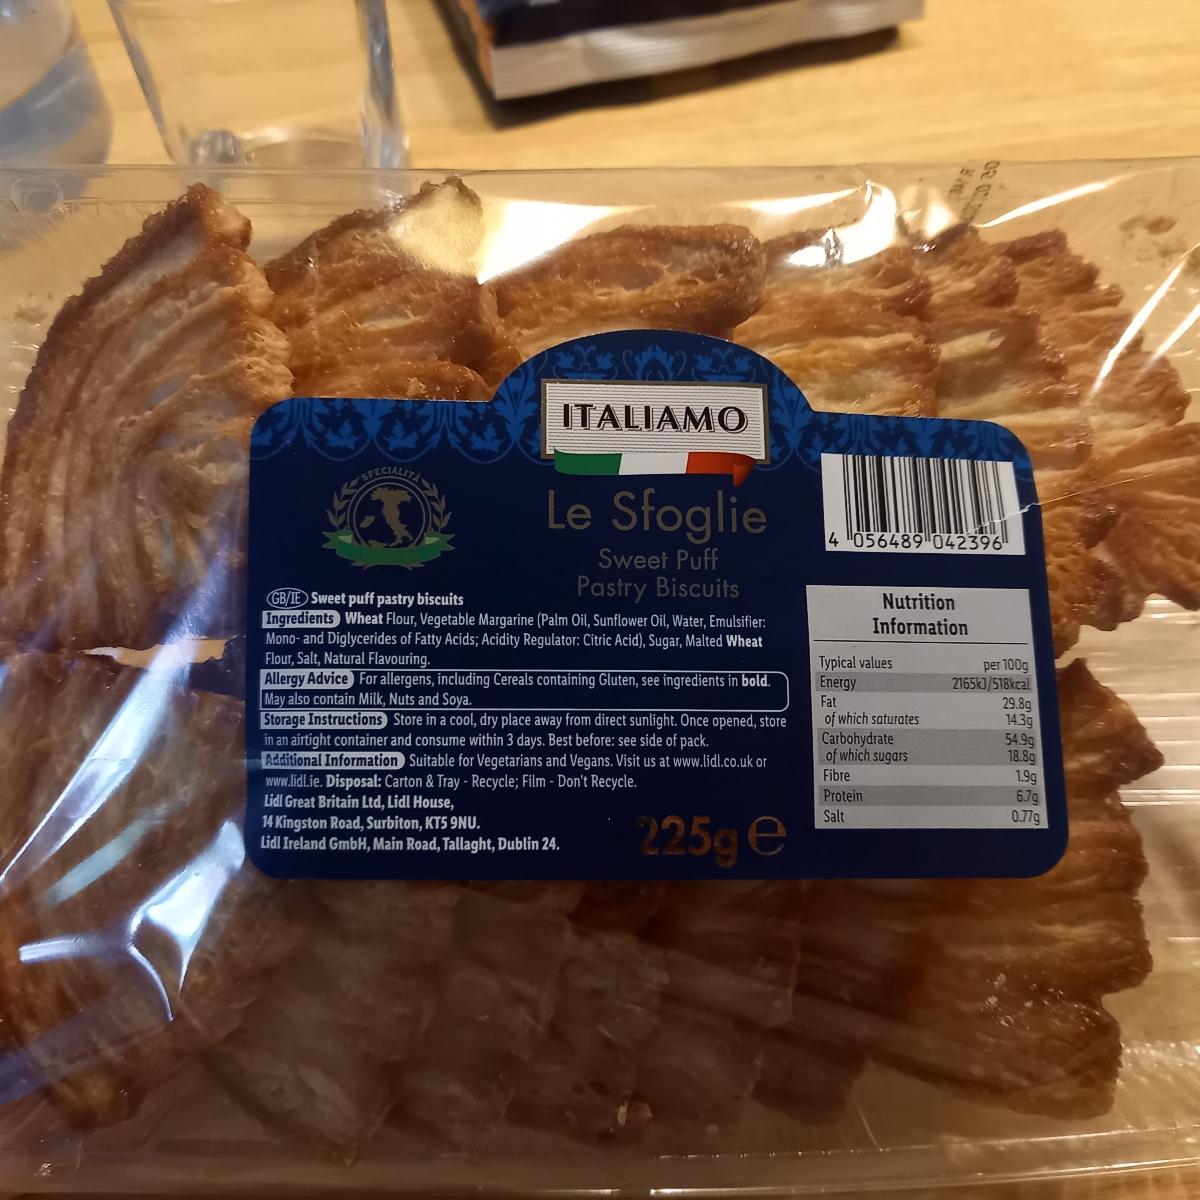 ITALIAMO
SPECIALITÀ
Le Sfoglie
Sweet Puff
Pastry Biscuits
4 056489 042396
GB/IE Sweet puff pastry biscuits
Ingredients Wheat Flour, Vegetable Margarine (Palm Oil, Sunflower Oil, Water, Emulsifier:
Mono- and Diglycerides of Fatty Acids; Acidity Regulator: Citric Acid), Sugar, Malted Wheat
Flour, Salt, Natural Flavouring.
Allergy Advice For allergens, including Cereals containing Gluten, see ingredients in bold.
May also contain Milk, Nuts and Soya.
Storage Instructions Store in a cool, dry place away from direct sunlight. Once opened, store
in an airtight container and consume within 3 days. Best before: see side of pack.
Additional Information Suitable for Vegetarians and Vegans. Visit us at www.lidl.co.uk or
www.lidl.ie. Disposal: Carton & Tray - Recycle; Film - Don't Recycle.
Lidl Great Britain Ltd, Lidl House,
14 Kingston Road, Surbiton, KT5 9NU.
Lidl Ireland GmbH, Main Road, Tallaght, Dublin 24.
225g e
Nutrition
Information
Typical values per 100g
Energy 2165kJ/518kcal
Fat 29.8g
of which saturates 14.3g
Carbohydrate 54.9g
of which sugars 18.8g
Fibre 1.9g
Protein 6.7g
Salt 0.77g